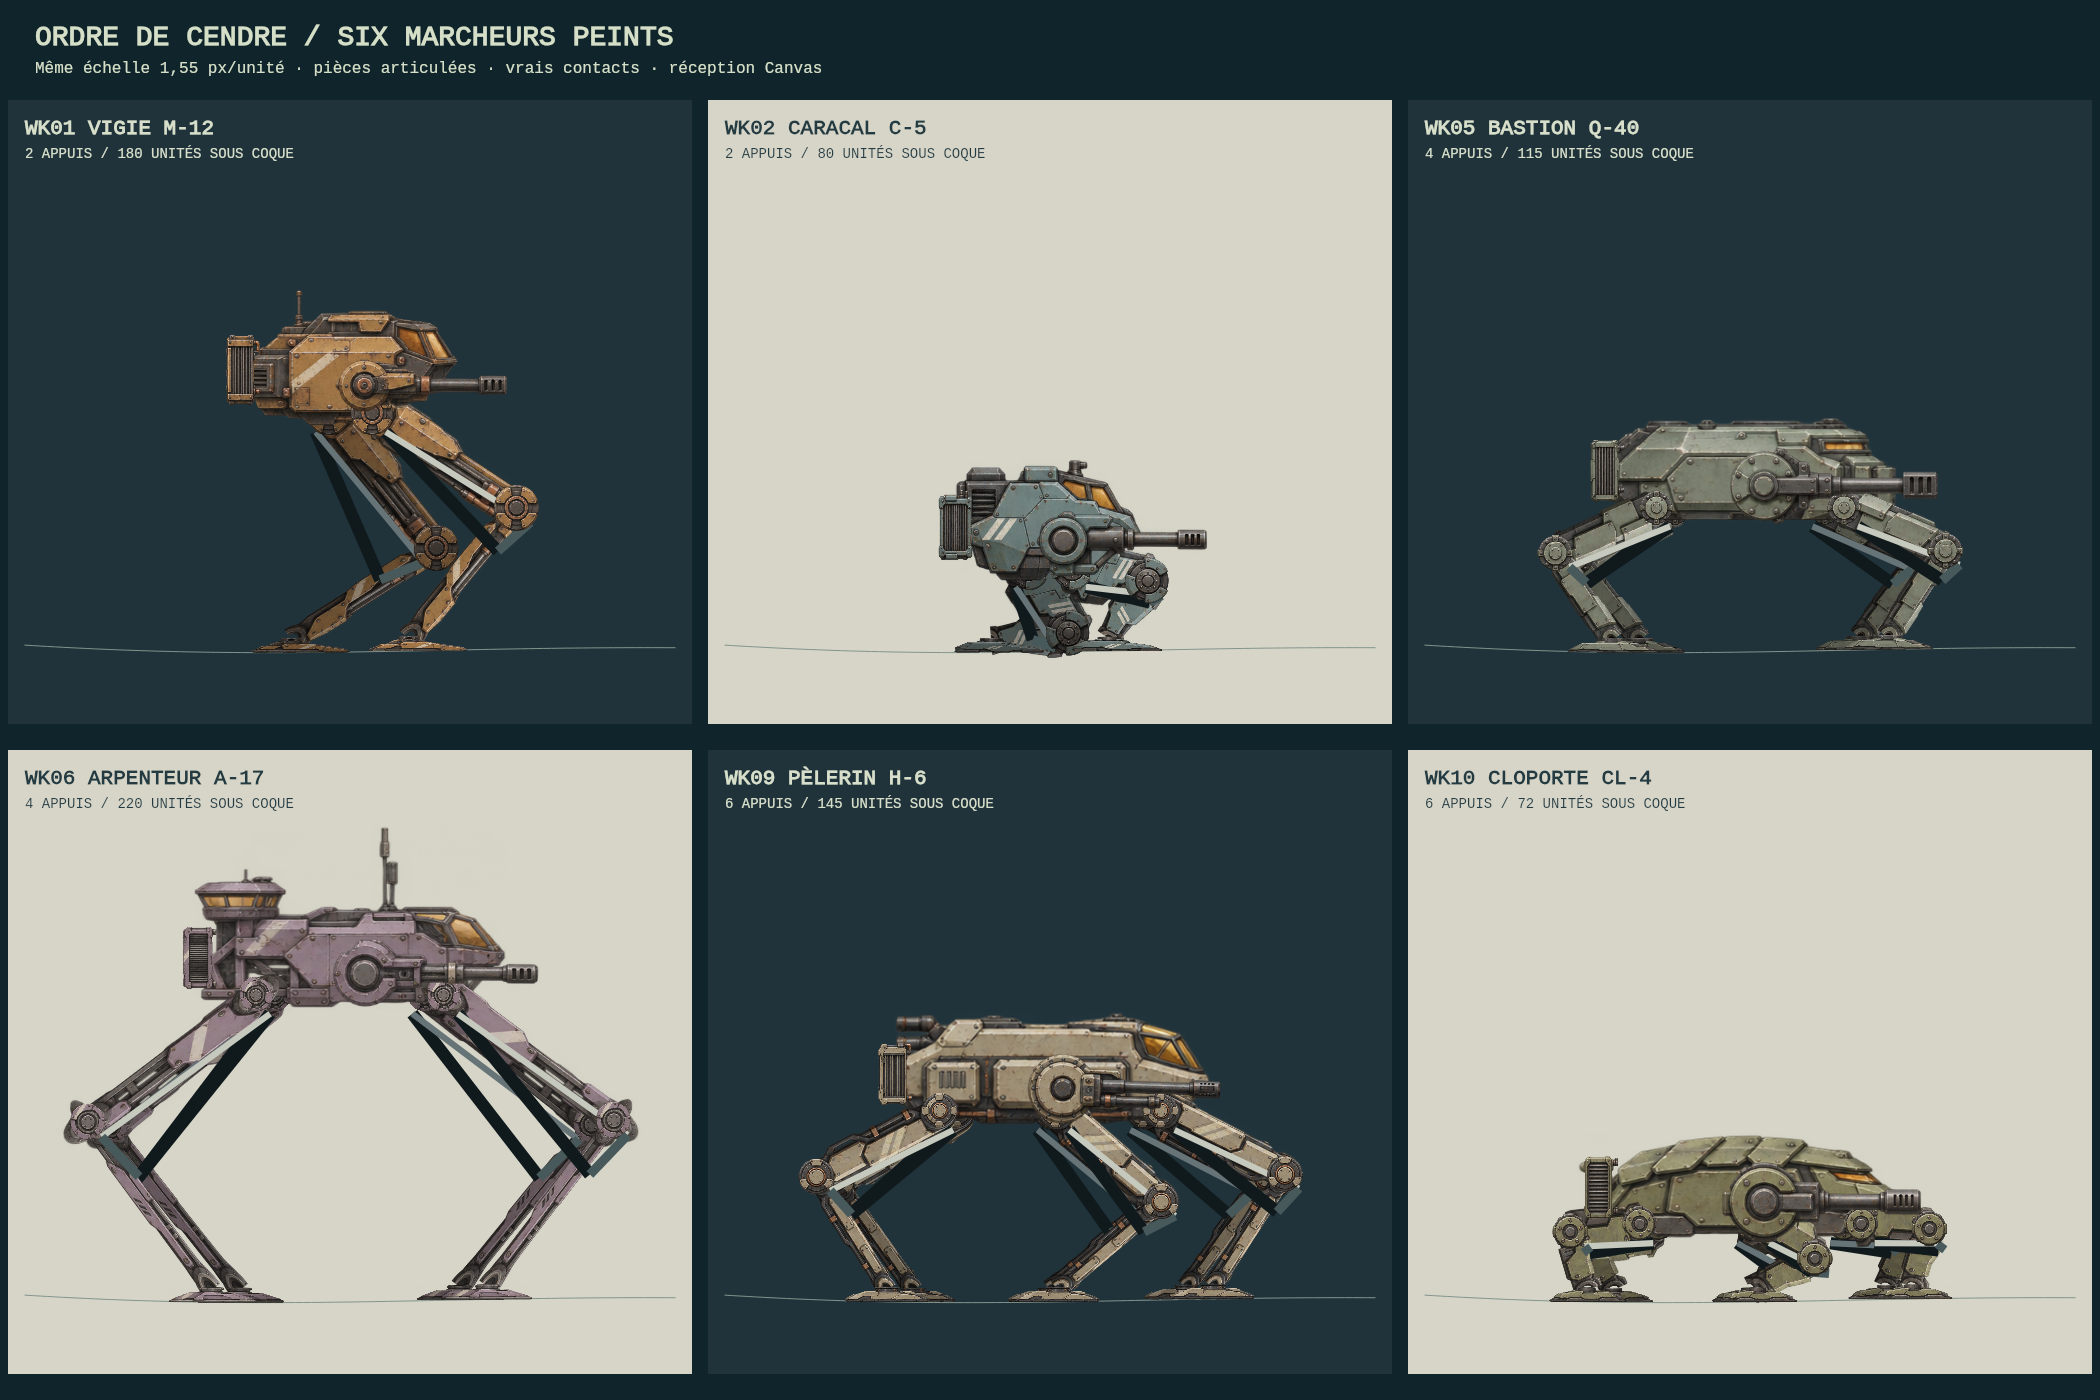 ORDRE DE CENDRE / SIX MARCHEURS PEINTS
Même échelle 1,55 px/unité · pièces articulées · vrais contacts · réception Canvas
WK01 VIGIE M-12
2 APPUIS / 180 UNITÉS SOUS COQUE
WK02 CARACAL C-5
2 APPUIS / 80 UNITÉS SOUS COQUE
WK05 BASTION Q-40
4 APPUIS / 115 UNITÉS SOUS COQUE
WK06 ARPENTEUR A-17
4 APPUIS / 220 UNITÉS SOUS COQUE
WK09 PÈLERIN H-6
6 APPUIS / 145 UNITÉS SOUS COQUE
WK10 CLOPORTE CL-4
6 APPUIS / 72 UNITÉS SOUS COQUE